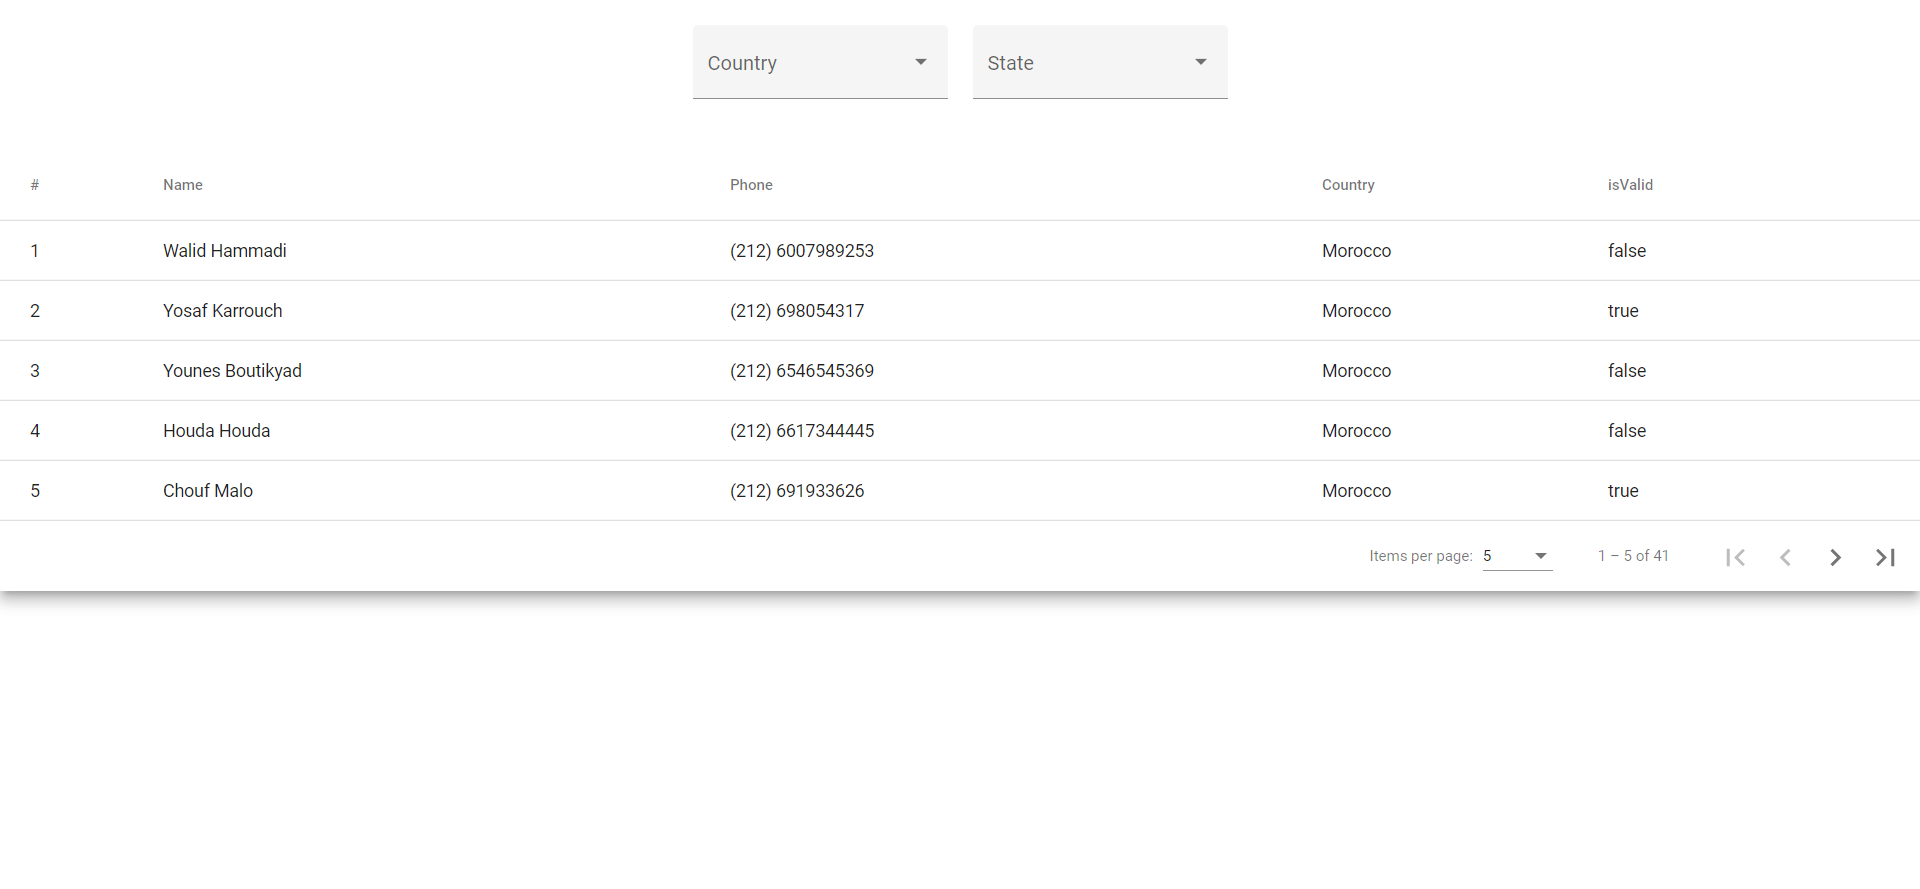 Country State
# Name Phone Country isValid
1 Walid Hammadi (212) 6007989253 Morocco false
2 Yosaf Karrouch (212) 698054317 Morocco true
3 Younes Boutikyad (212) 6546545369 Morocco false
4 Houda Houda (212) 6617344445 Morocco false
5 Chouf Malo (212) 691933626 Morocco true
Items per page: 5 1 – 5 of 41